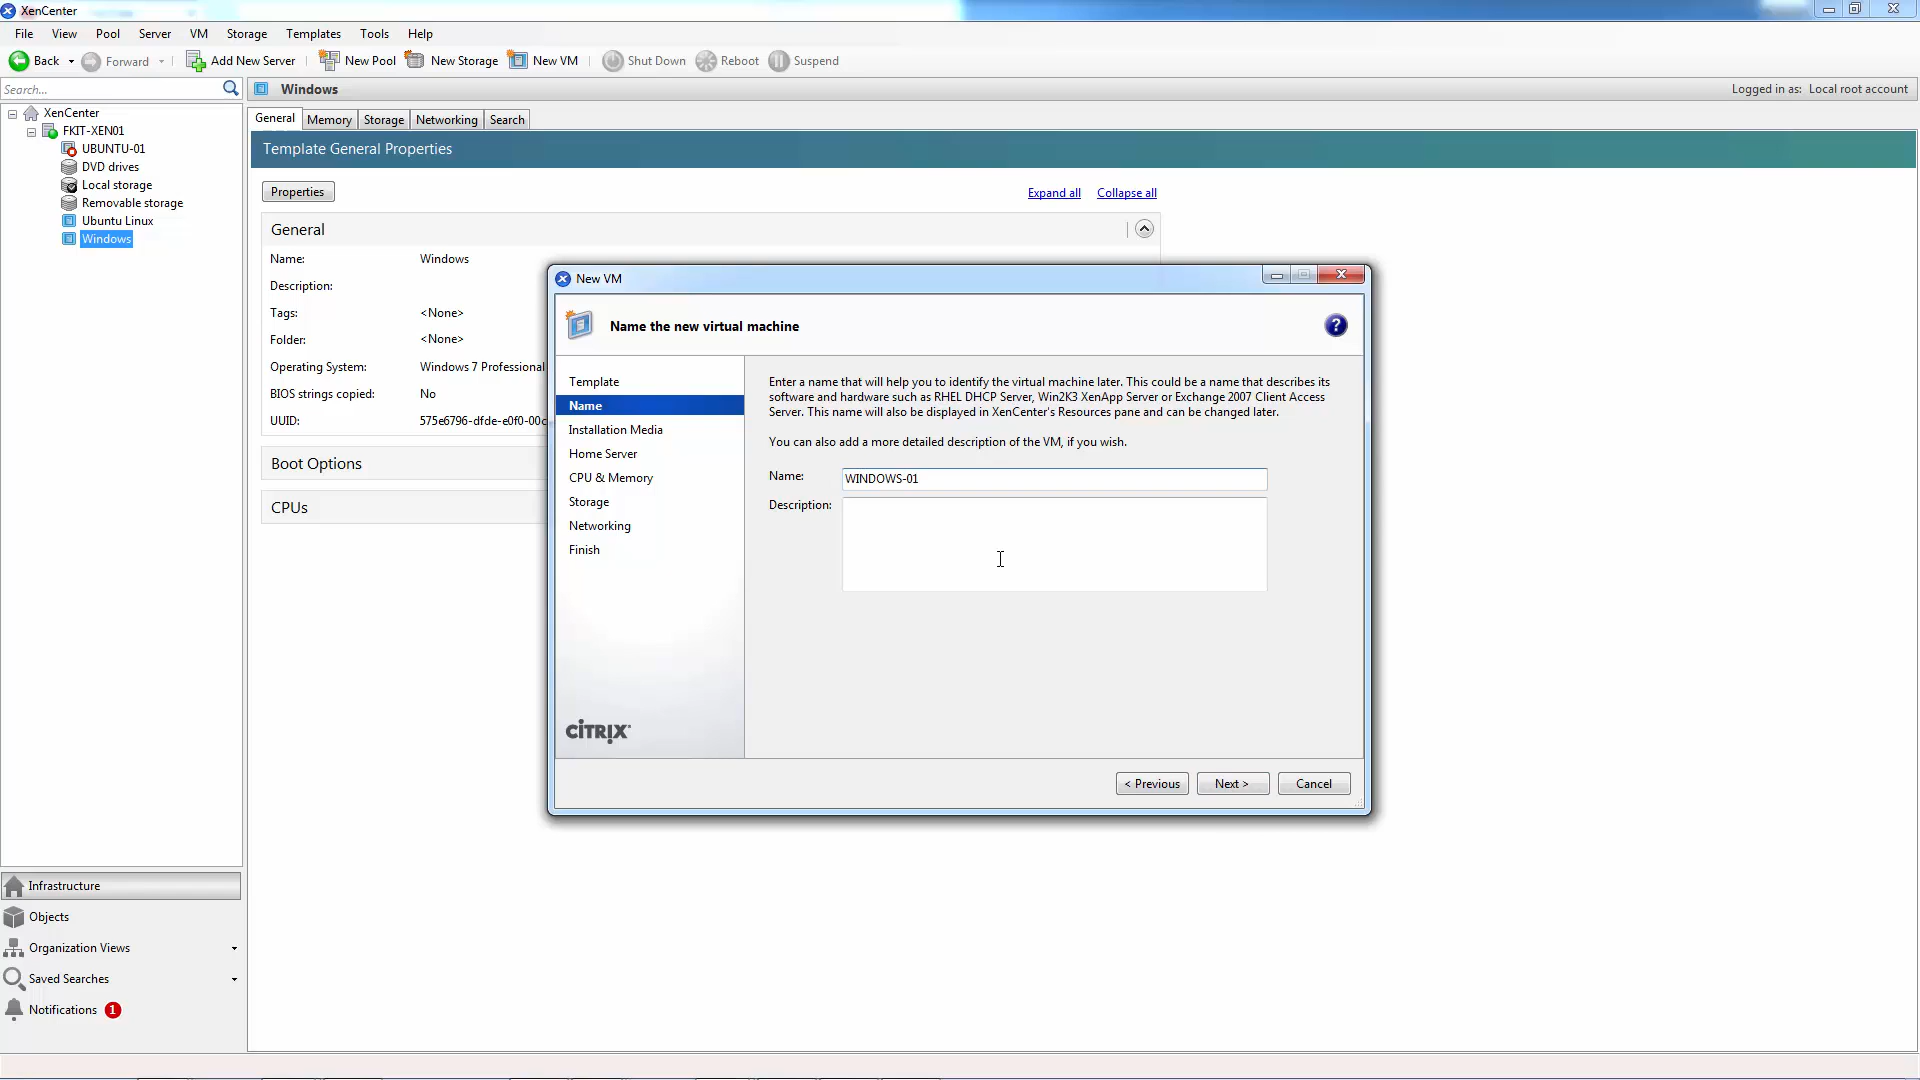 XenCenter
File View Pool Server VM Storage Templates Tools Help
Back Forward Add New Server New Pool New Storage New VM Shut Down Reboot Suspend
Search...
Windows
Logged in as: Local root account
XenCenter
FKIT-XEN01
UBUNTU-01
DVD drives
Local storage
Removable storage
Ubuntu Linux
Windows
General Memory Storage Networking Search
Template General Properties
Properties
Expand all Collapse all
General
Name: Windows
Description:
Tags: <None>
Folder: <None>
Operating System: Windows 7 Professional
BIOS strings copied: No
UUID: 575e6796-dfde-e0f0-00
Boot Options
CPUs
New VM
Name the new virtual machine
?
Template
Name
Installation Media
Home Server
CPU & Memory
Storage
Networking
Finish
CITRIX
Enter a name that will help you to identify the virtual machine later. This could be a name that describes its
software and hardware such as RHEL DHCP Server, Win2K3 XenApp Server or Exchange 2007 Client Access
Server. This name will also be displayed in XenCenter's Resources pane and can be changed later.
You can also add a more detailed description of the VM, if you wish.
Name: WINDOWS-01
Description:
< Previous Next > Cancel
Infrastructure
Objects
Organization Views
Saved Searches
Notifications 1